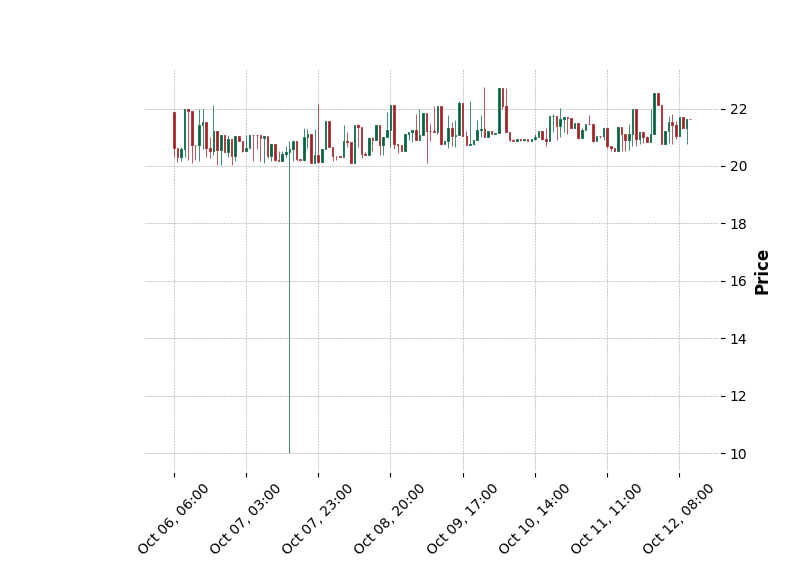 22
20
18
16
14
12
10
Price
Oct 06, 06:00
Oct 07, 03:00
Oct 07, 23:00
Oct 08, 20:00
Oct 09, 17:00
Oct 10, 14:00
Oct 11, 11:00
Oct 12, 08:00